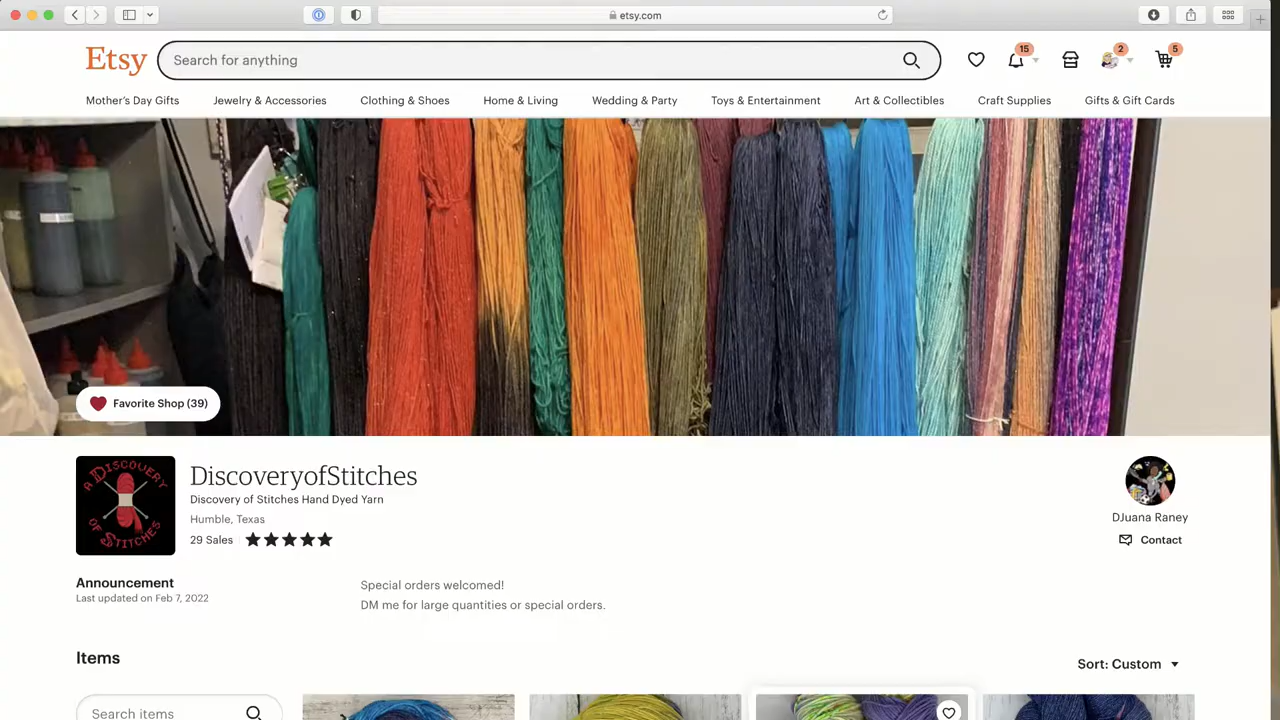 etsy.com
Etsy
Search for anything
15
2
5
Mother's Day Gifts
Jewelry & Accessories
Clothing & Shoes
Home & Living
Wedding & Party
Toys & Entertainment
Art & Collectibles
Craft Supplies
Gifts & Gift Cards
Favorite Shop (39)
A DISCOVERY
OF STITCHES
DiscoveryofStitches
Discovery of Stitches Hand Dyed Yarn
Humble, Texas
29 Sales
DJuana Raney
Contact
Announcement
Last updated on Feb 7, 2022
Special orders welcomed!
DM me for large quantities or special orders.
Items
Sort: Custom
Search items